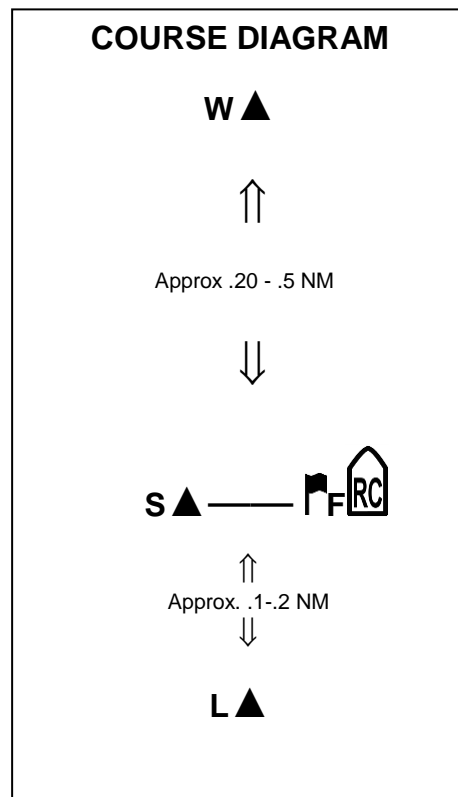 COURSE DIAGRAM
W
Approx .20 - .5 NM
S F RC
Approx. .1-.2 NM
L